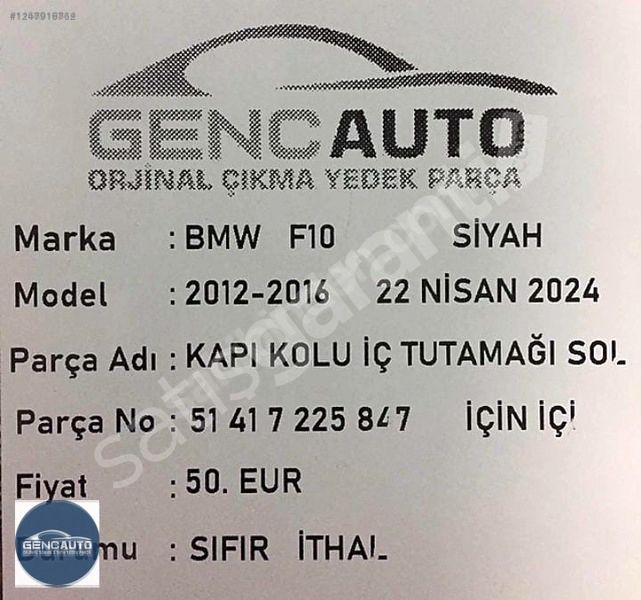 GENCAUTO
ORJİNAL ÇIKMA YEDEK PARÇA
Marka : BMW F10 SİYAH
Model : 2012-2016 22 NİSAN 2024
Parça Adı : KAPI KOLU İÇ TUTAMAĞI SOL
Parça No : 51 41 7 225 847 İÇİN İÇİ
Fiyat : 50. EUR
: SIFIR İTHAL
GENCAUTO